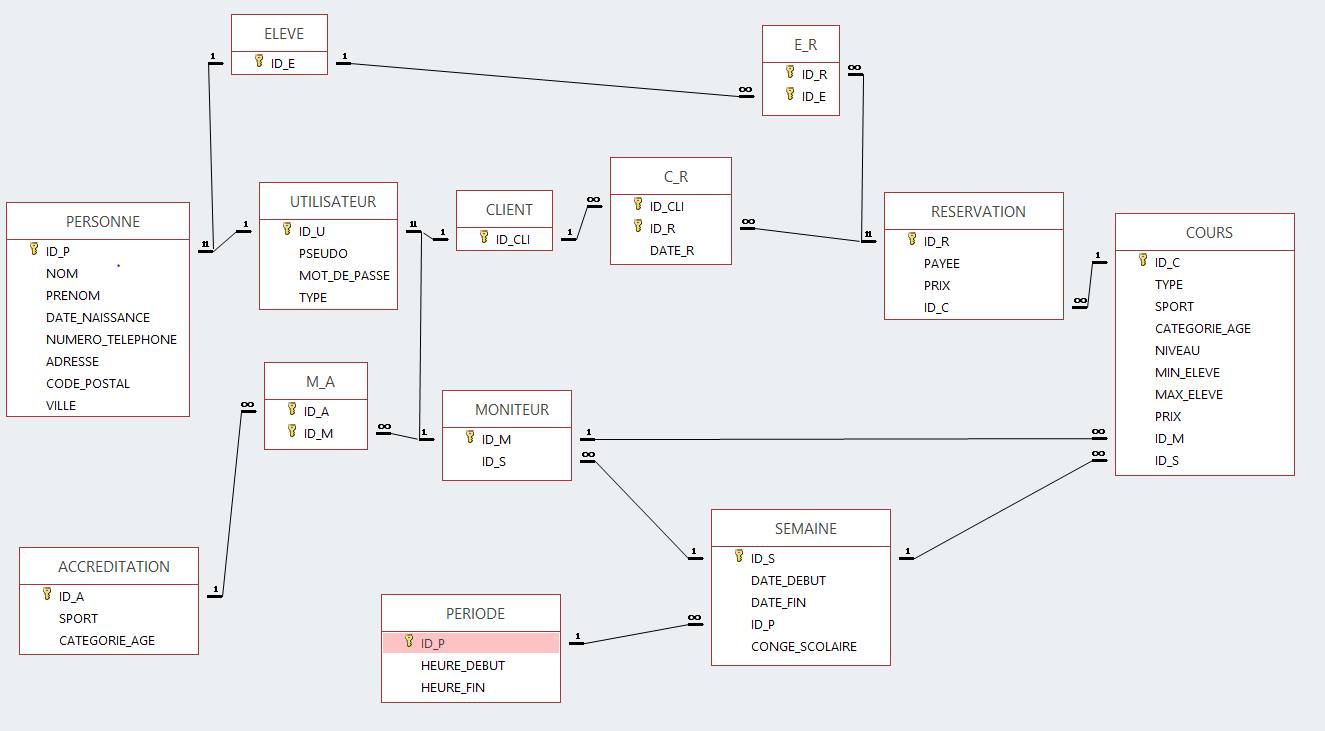 ELEVE
ID_E
E_R
ID_R
ID_E
PERSONNE
ID_P
NOM
PRENOM
DATE_NAISSANCE
NUMERO_TELEPHONE
ADRESSE
CODE_POSTAL
VILLE
UTILISATEUR
ID_U
PSEUDO
MOT_DE_PASSE
TYPE
CLIENT
ID_CLI
C_R
ID_CLI
ID_R
DATE_R
RESERVATION
ID_R
PAYEE
PRIX
ID_C
COURS
ID_C
TYPE
SPORT
CATEGORIE_AGE
NIVEAU
MIN_ELEVE
MAX_ELEVE
PRIX
ID_M
ID_S
M_A
ID_A
ID_M
MONITEUR
ID_M
ID_S
ACCREDITATION
ID_A
SPORT
CATEGORIE_AGE
PERIODE
ID_P
HEURE_DEBUT
HEURE_FIN
SEMAINE
ID_S
DATE_DEBUT
DATE_FIN
ID_P
CONGE_SCOLAIRE
1
1
∞
∞
1
1
1
1
∞
∞
1
1
∞
∞
∞
1
1
∞
∞
∞
1
1
1
1
∞